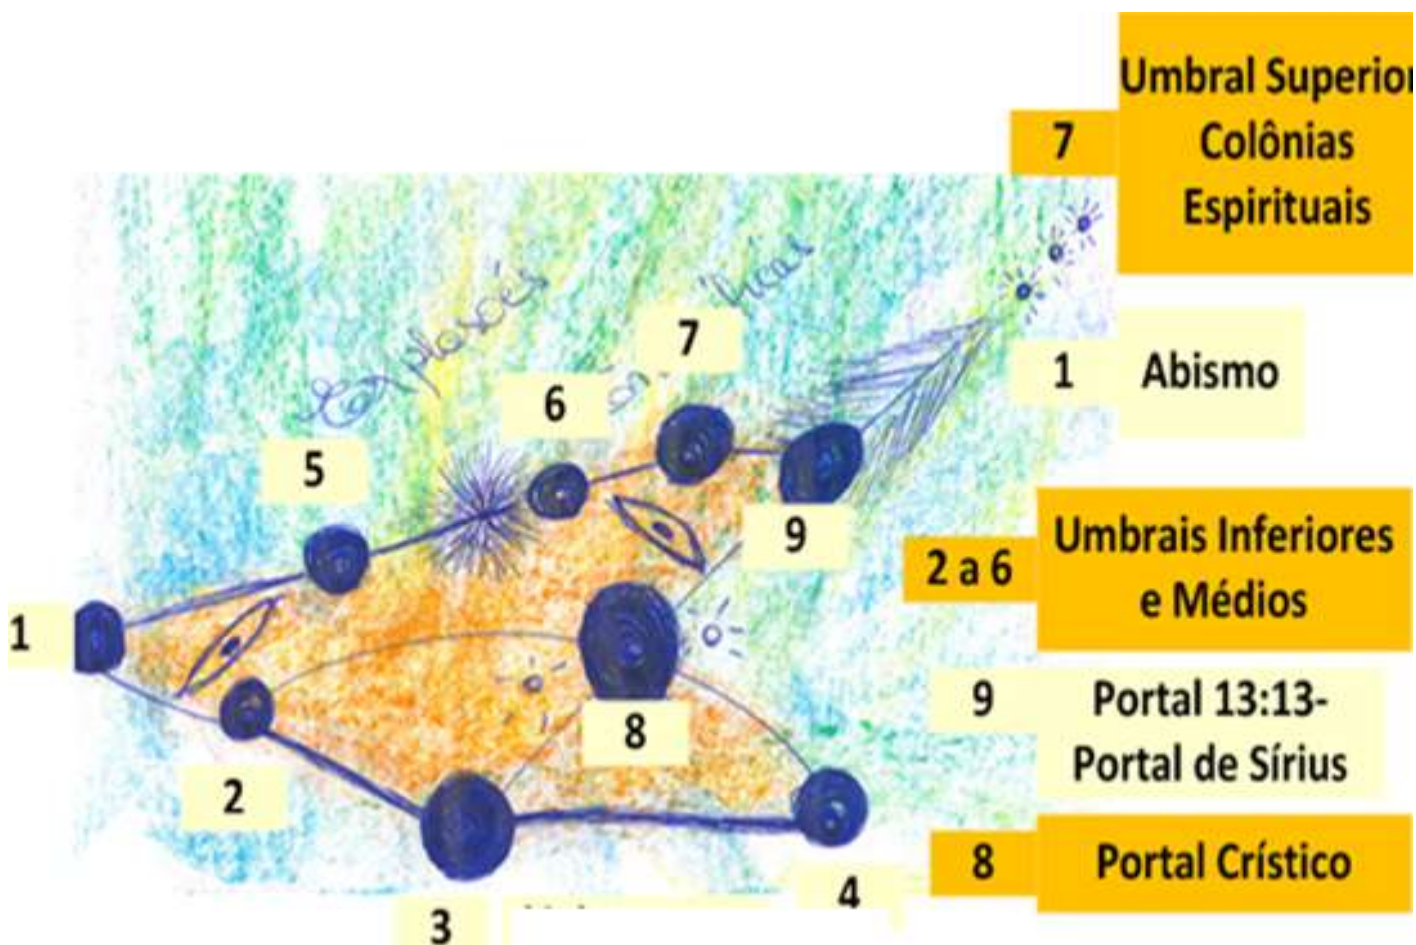 Umbral Superior
7
Colônias
Espirituais
Explosões
7
1
Abismo
6
5
9
2 a 6
Umbrais Inferiores
e Médios
1
9
Portal 13:13-
Portal de Sírius
8
2
8
Portal Crístico
4
3